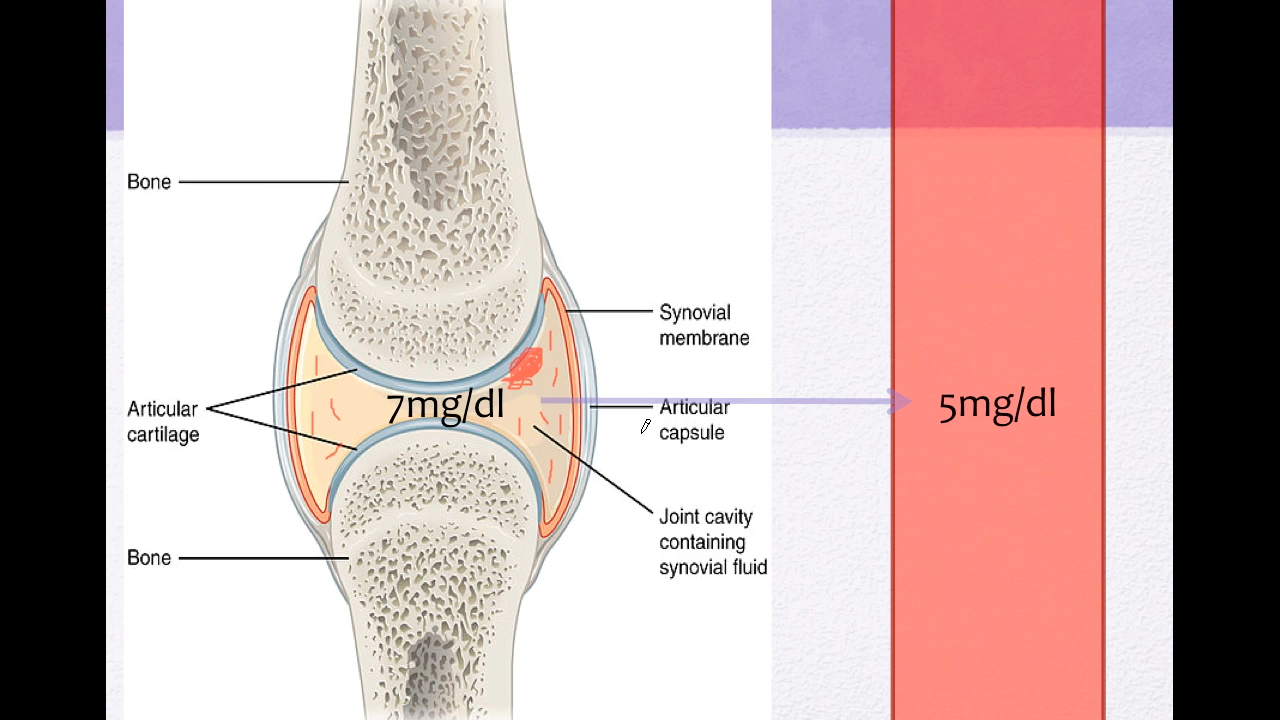 Bone
Synovial
membrane
7mg/dl
5mg/dl
Articular
cartilage
Articular
capsule
Joint cavity
containing
synovial fluid
Bone